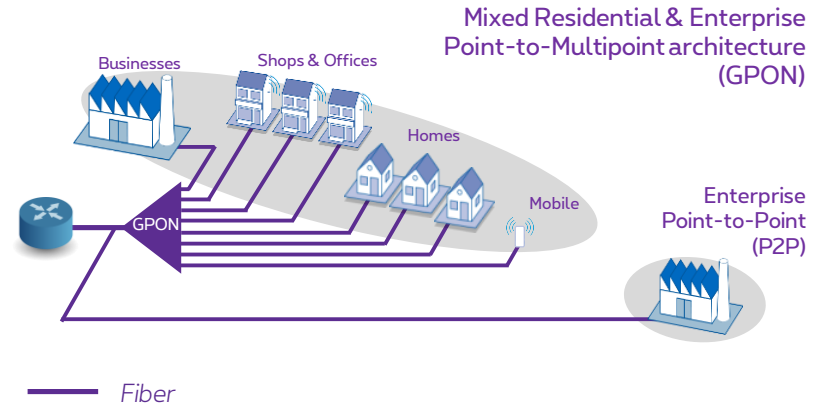 Mixed Residential & Enterprise
Point-to-Multipoint architecture
(GPON)
Businesses
Shops & Offices
Homes
Mobile
GPON
Enterprise
Point-to-Point
(P2P)
Fiber